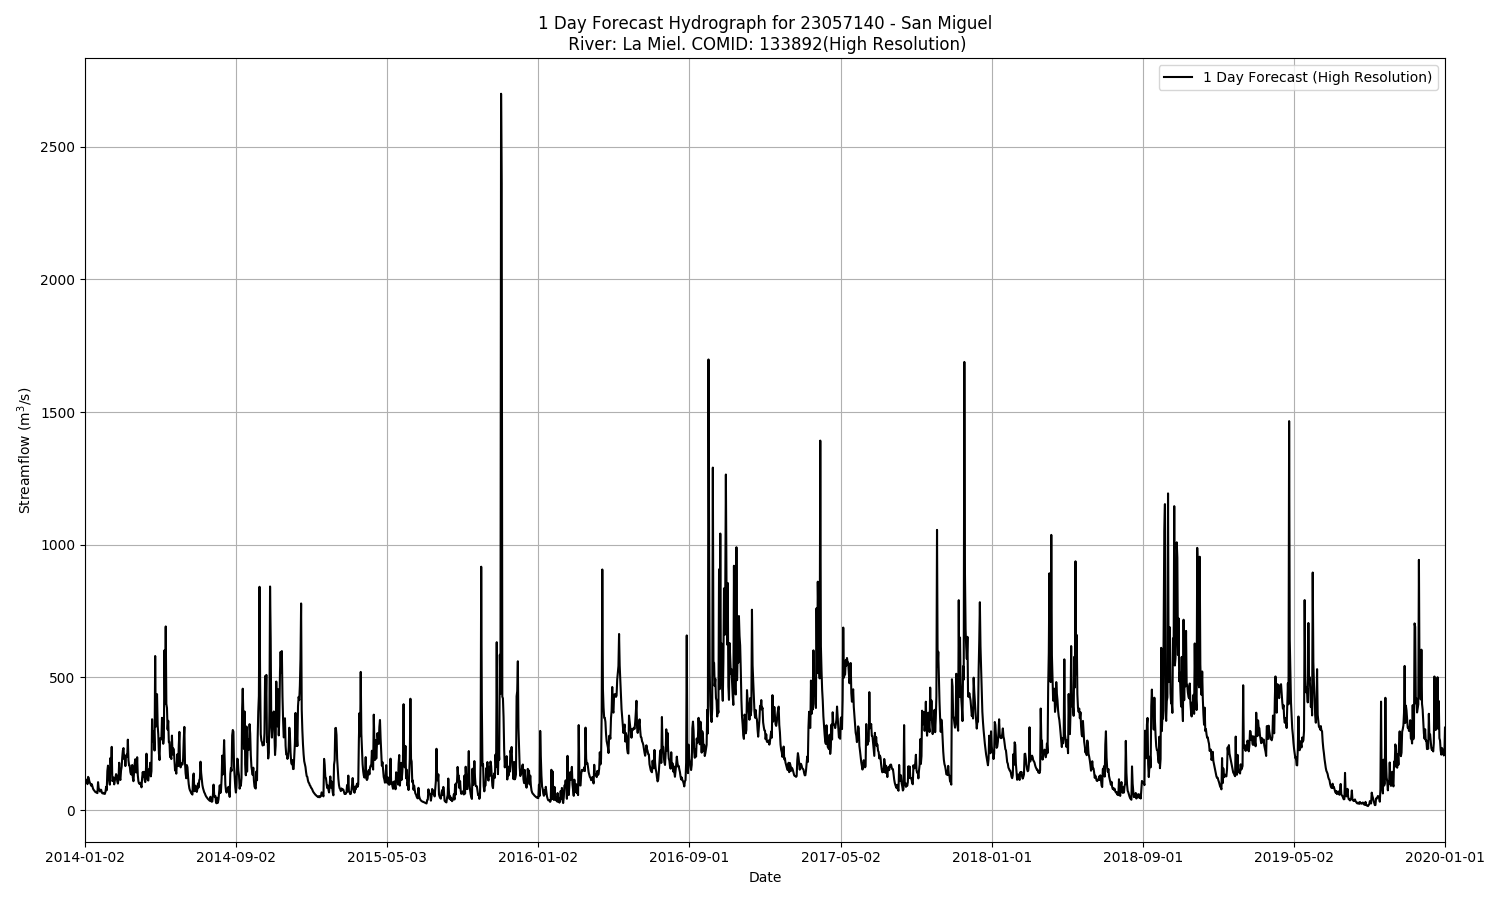 1 Day Forecast Hydrograph for 23057140 - San Miguel
River: La Miel. COMID: 133892(High Resolution)
1 Day Forecast (High Resolution)
2500
2000
1500
1000
500
0
Streamflow (m³/s)
2014-01-02 2014-09-02 2015-05-03 2016-01-02 2016-09-01 2017-05-02 2018-01-01 2018-09-01 2019-05-02 2020-01-01
Date